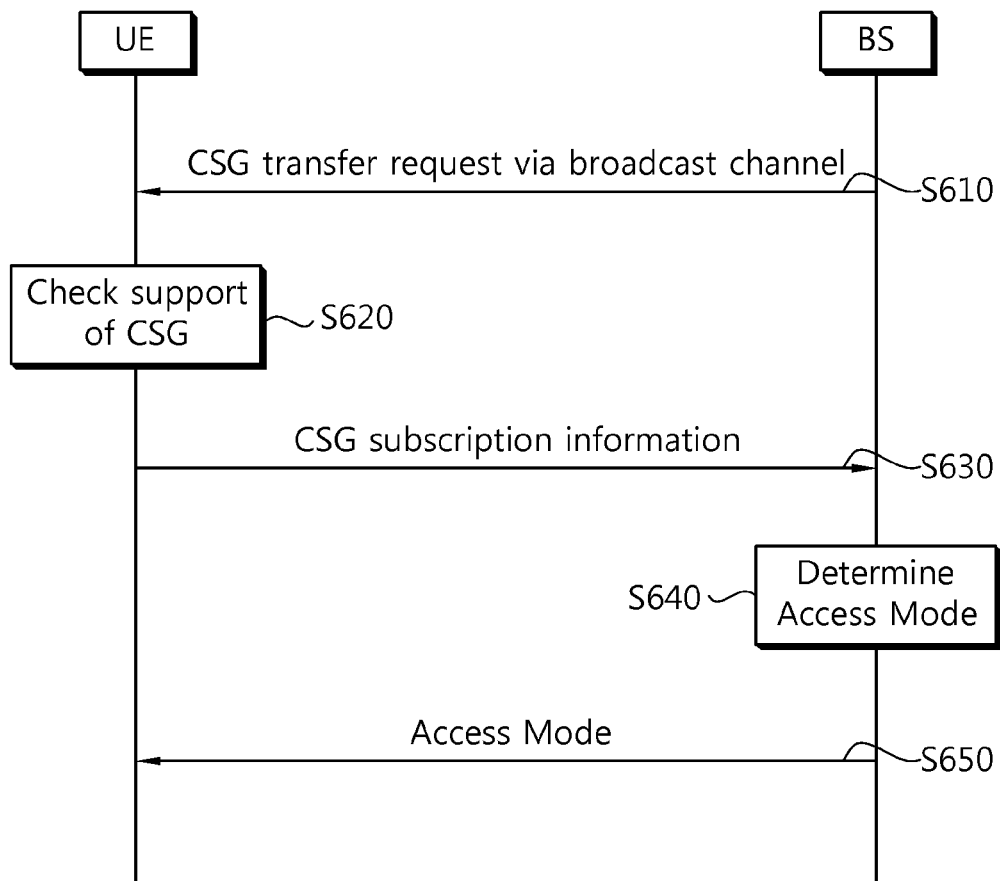 UE
BS
CSG transfer request via broadcast channel
S610
Check support
of CSG
S620
CSG subscription information
S630
Determine
Access Mode
S640
Access Mode
S650